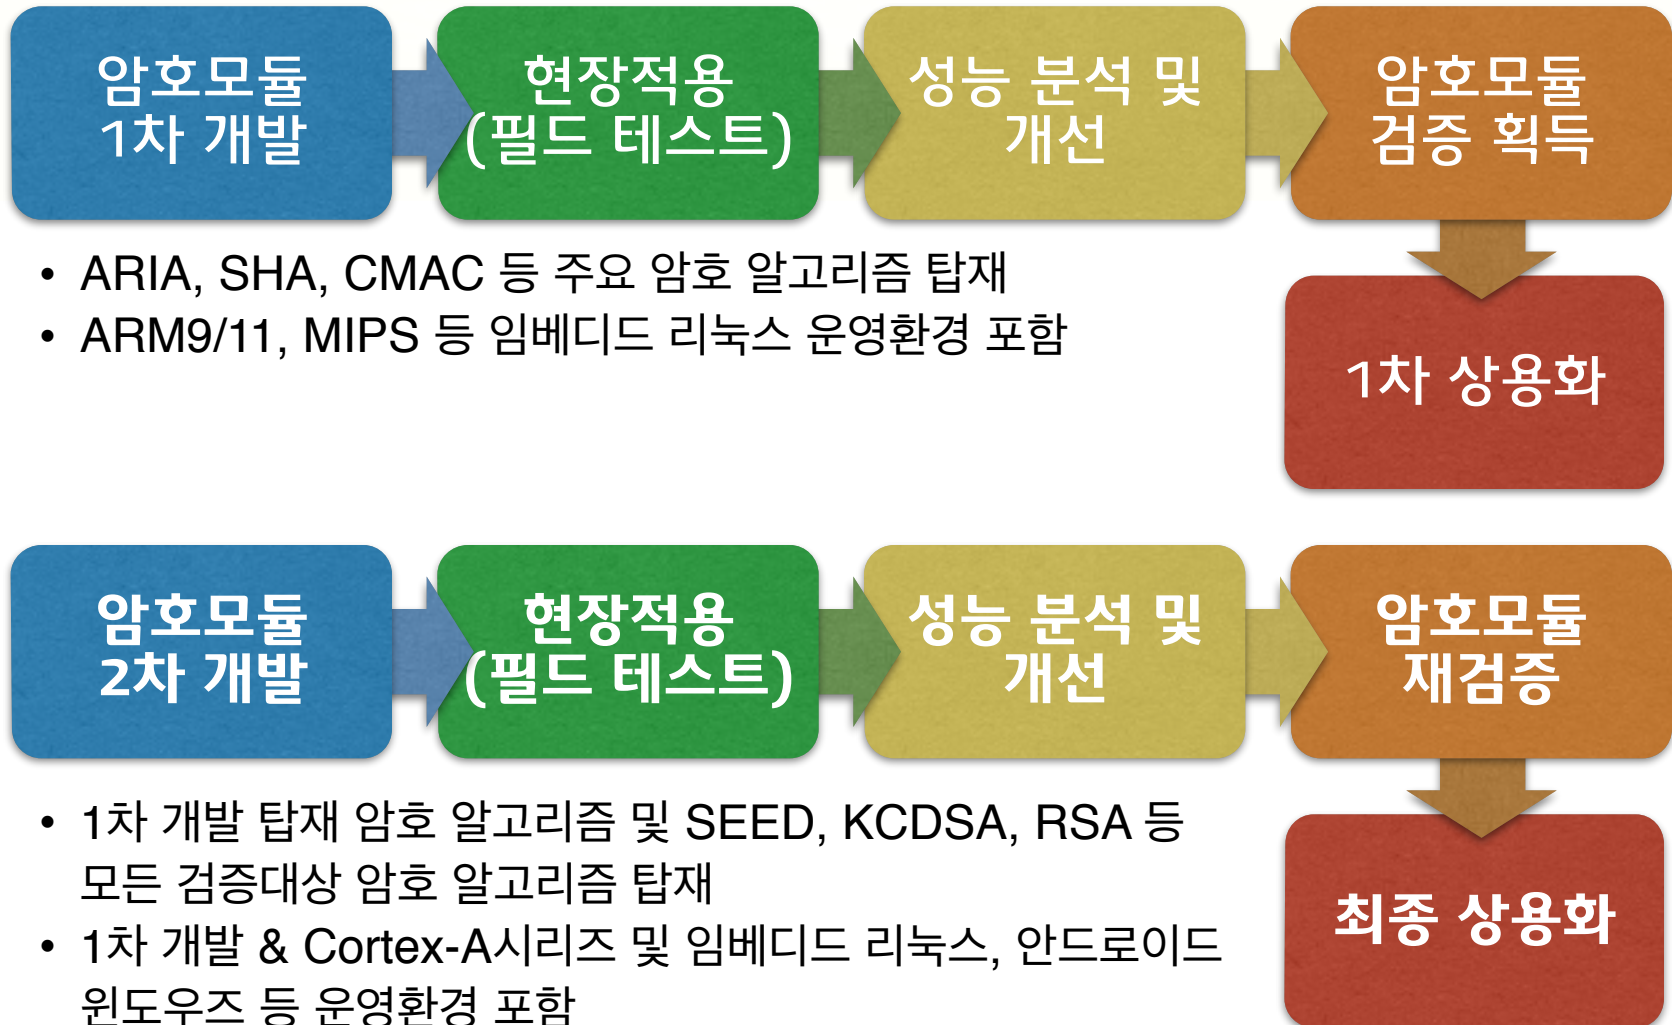 암호모듈
1차 개발
현장적용
(필드 테스트)
성능 분석 및
개선
암호모듈
검증 획득
• ARIA, SHA, CMAC 등 주요 암호 알고리즘 탑재
• ARM9/11, MIPS 등 임베디드 리눅스 운영환경 포함
1차 상용화
암호모듈
2차 개발
현장적용
(필드 테스트)
성능 분석 및
개선
암호모듈
재검증
• 1차 개발 탑재 암호 알고리즘 및 SEED, KCDSA, RSA 등
모든 검증대상 암호 알고리즘 탑재
• 1차 개발 & Cortex-A시리즈 및 임베디드 리눅스, 안드로이드
윈도우즈 등 운영환경 포함
최종 상용화